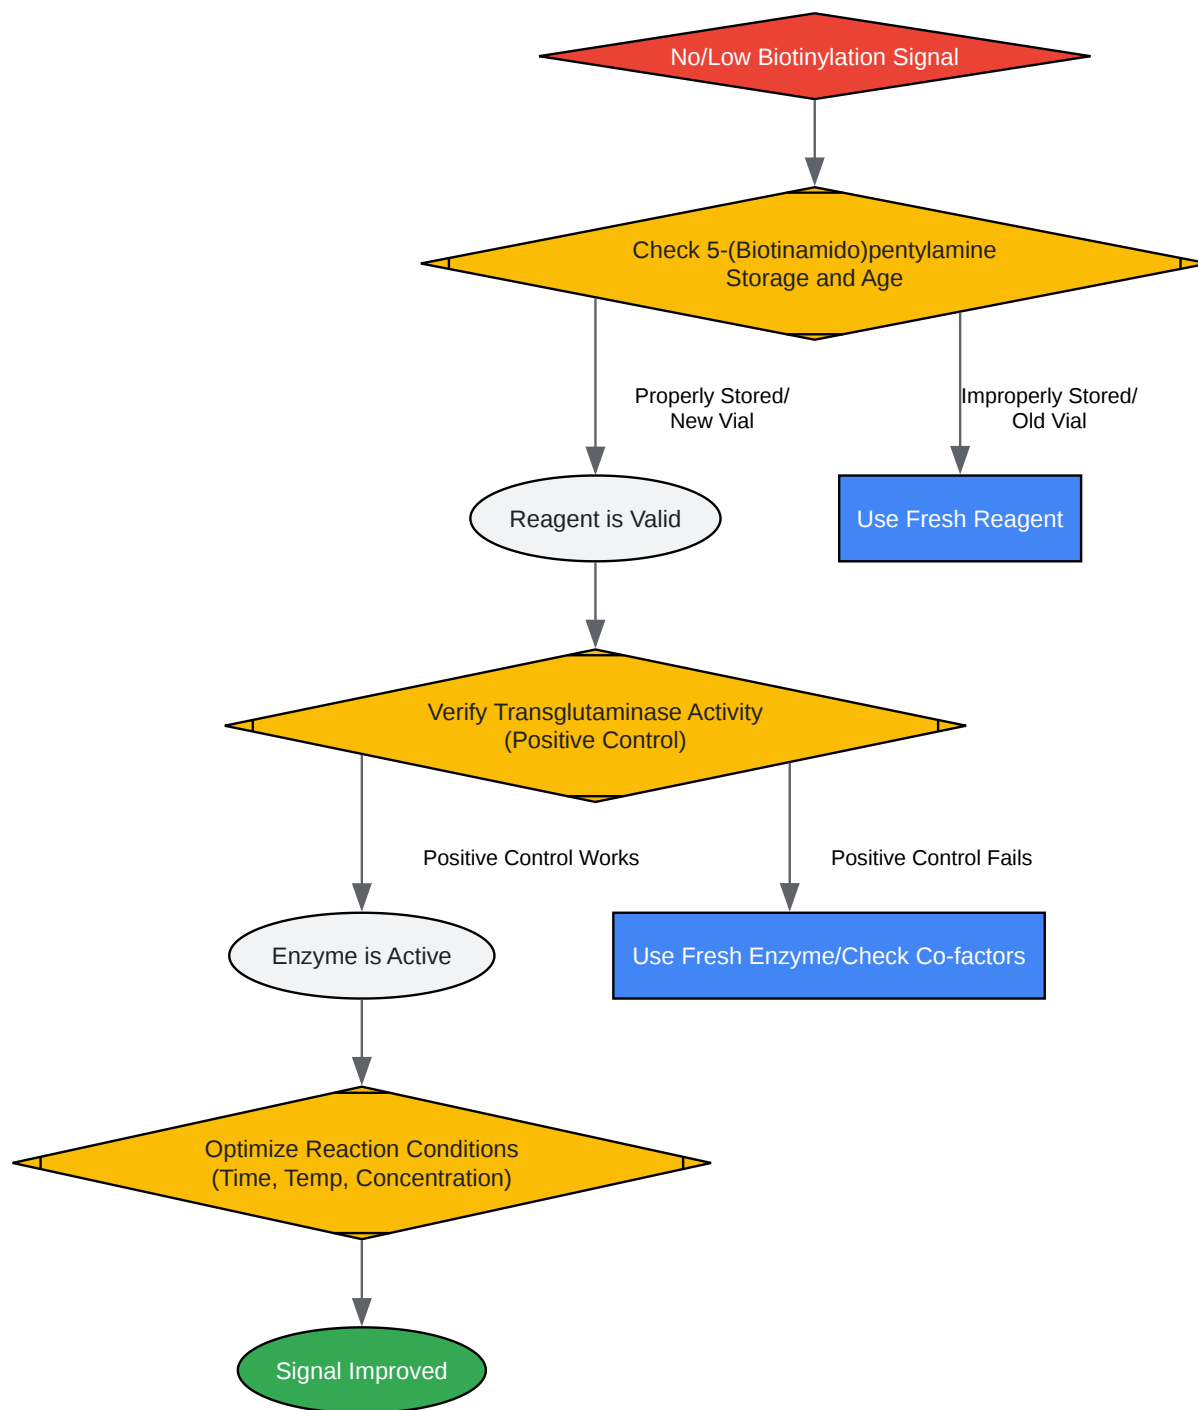 No/Low Biotinylation Signal
Check 5-(Biotinamido)pentylamine
Storage and Age
Properly Stored/
New Vial
Improperly Stored/
Old Vial
Reagent is Valid
Use Fresh Reagent
Verify Transglutaminase Activity
(Positive Control)
Positive Control Works
Positive Control Fails
Enzyme is Active
Use Fresh Enzyme/Check Co-factors
Optimize Reaction Conditions
(Time, Temp, Concentration)
Signal Improved